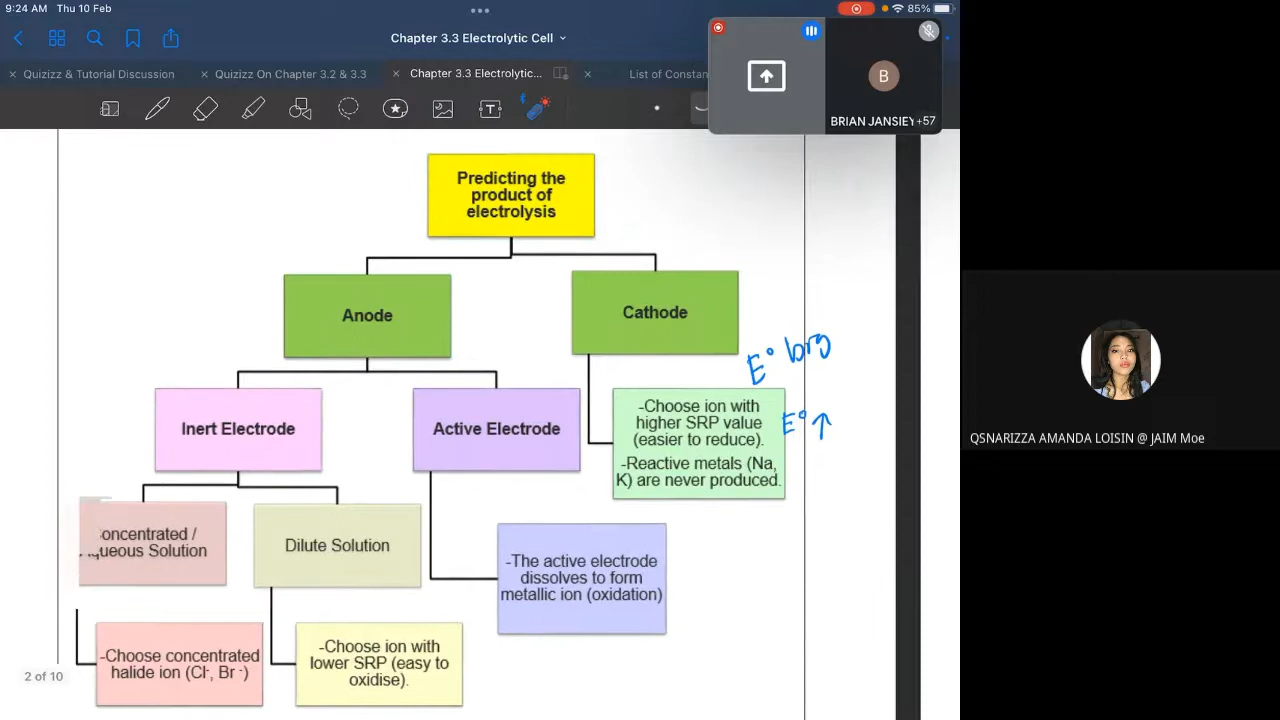 9:24 AM Thu 10 Feb
85%
Chapter 3.3 Electrolytic Cell
Quizizz & Tutorial Discussion
Quizizz On Chapter 3.2 & 3.3
Chapter 3.3 Electrolytic...
List of Constan
B
BRIAN JANSIEY +57
Predicting the
product of
electrolysis
Anode
Cathode
E° brg
Inert Electrode
Active Electrode
-Choose ion with
higher SRP value
(easier to reduce).
-Reactive metals (Na,
K) are never produced.
E° ↑
oncentrated /
queous Solution
Dilute Solution
-The active electrode
dissolves to form
metallic ion (oxidation)
-Choose concentrated
halide ion (Cl-, Br -)
-Choose ion with
lower SRP (easy to
oxidise).
2 of 10
QSNARIZZA AMANDA LOISIN @ JAIM Moe